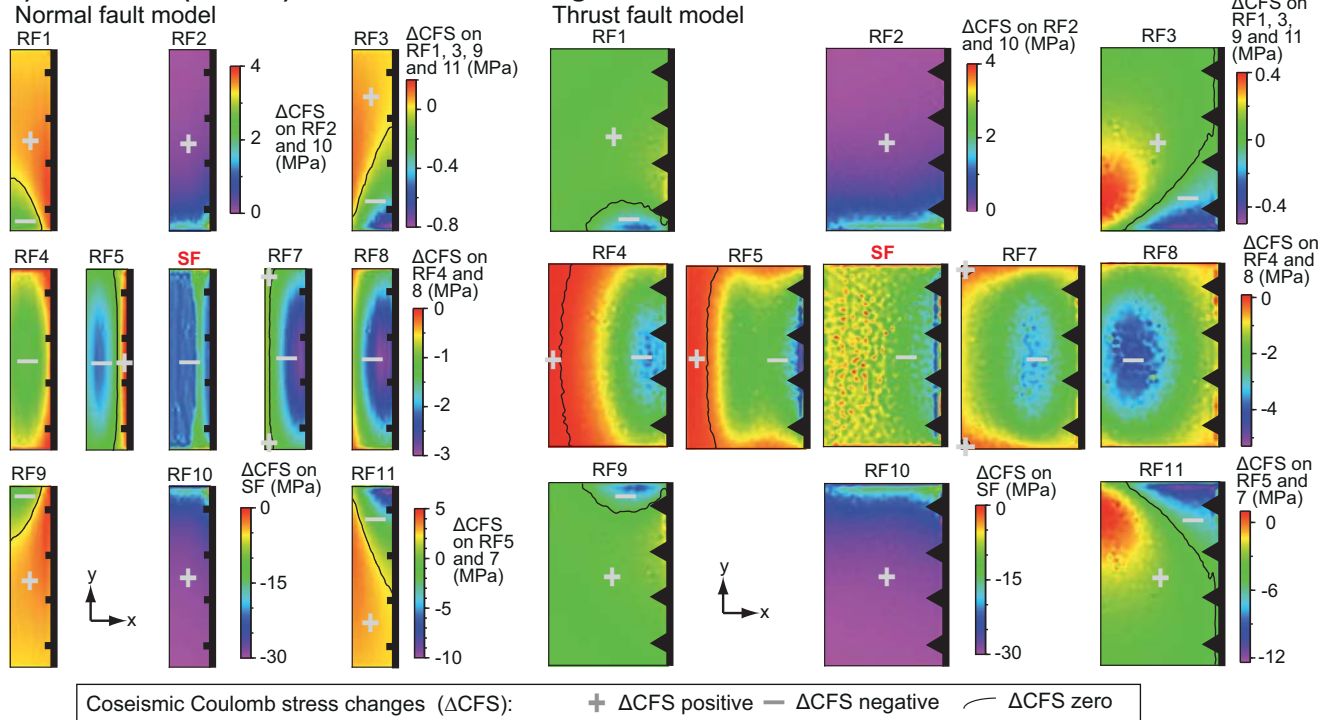 Normal fault model
Thrust fault model
RF1
RF2
RF3
ΔCFS on
RF1, 3, 9
and 11 (MPa)
4
2
0
ΔCFS
on RF2
and 10
(MPa)
0
-0.4
-0.8
RF1
RF2
RF3
ΔCFS on RF2
and 10 (MPa)
4
2
0
ΔCFS on
RF1, 3,
9 and 11
(MPa)
0.4
0
-0.4
RF4
RF5
SF
RF7
RF8
ΔCFS on
RF4 and
8 (MPa)
0
-1
-2
-3
RF4
RF5
SF
RF7
RF8
ΔCFS on
RF4 and
8 (MPa)
0
-2
-4
RF9
RF10
RF11
ΔCFS on
SF (MPa)
0
-15
-30
5
0
-5
-10
ΔCFS
on RF5
and 7
(MPa)
y
x
RF9
RF10
RF11
ΔCFS on
SF (MPa)
0
-15
-30
ΔCFS on
RF5 and
7 (MPa)
0
-6
-12
y
x
Coseismic Coulomb stress changes (ΔCFS): + ΔCFS positive − ΔCFS negative ΔCFS zero